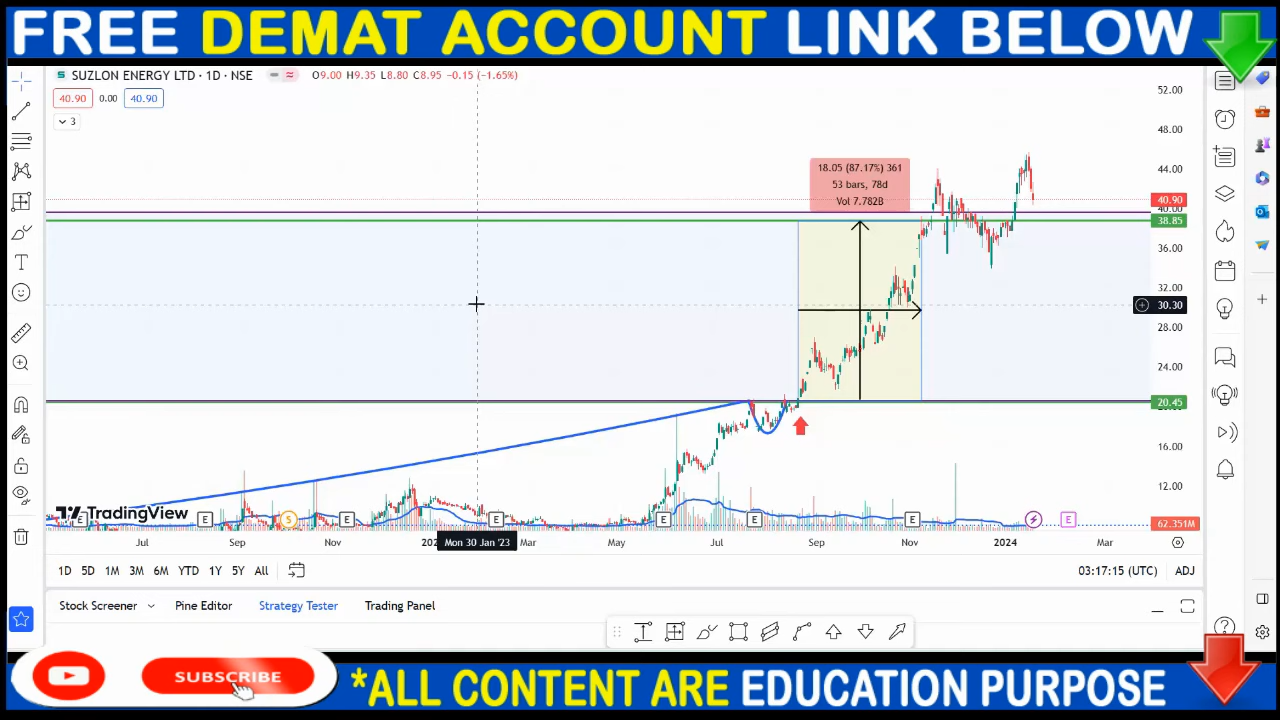 FREE DEMAT ACCOUNT LINK BELOW
SUZLON ENERGY LTD · 1D · NSE
O9.00 H9.35 L8.80 C8.95 -0.15 (-1.65%)
40.90 0.00 40.90
3
18.05 (87.17%) 361
53 bars, 78d
Vol 7.782B
52.00
48.00
44.00
40.90
40.00
38.85
36.00
32.00
30.30
28.00
24.00
20.45
16.00
12.00
62.351M
TradingView
E E S E E E E E E
Jul Sep Nov Mon 30 Jan '23 Mar May Jul Sep Nov 2024 Mar
1D 5D 1M 3M 6M YTD 1Y 5Y All
03:17:15 (UTC) ADJ
Stock Screener Pine Editor Strategy Tester Trading Panel
SUBSCRIBE
*ALL CONTENT ARE EDUCATION PURPOSE